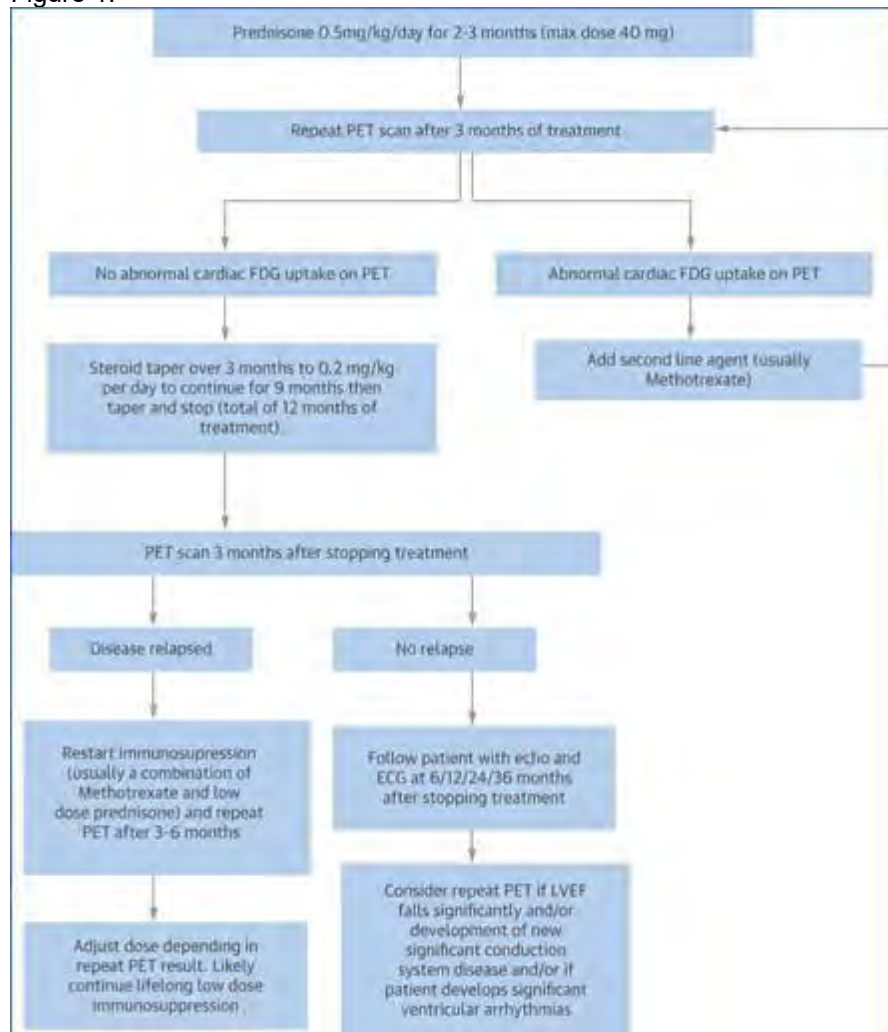 Prednisone 0.5mg/kg/day for 2-3 months (max dose 40 mg)
Repeat PET scan after 3 months of treatment
No abnormal cardiac FDG uptake on PET
Abnormal cardiac FDG uptake on PET
Steroid taper over 3 months to 0.2 mg/kg
per day to continue for 9 months then
taper and stop (total of 12 months of
treatment).
Add second line agent (usually
Methotrexate)
PET scan 3 months after stopping treatment
Disease relapsed
No relapse
Restart immunosupression
(usually a combination of
Methotrexate and low
dose prednisone) and repeat
PET after 3-6 months
Follow patient with echo and
ECG at 6/12/24/36 months
after stopping treatment
Adjust dose depending in
repeat PET result. Likely
continue lifelong low dose
immunosuppression
Consider repeat PET if LVEF
falls significantly and/or
development of new
significant conduction
system disease and/or if
patient develops significant
ventricular arrhythmias